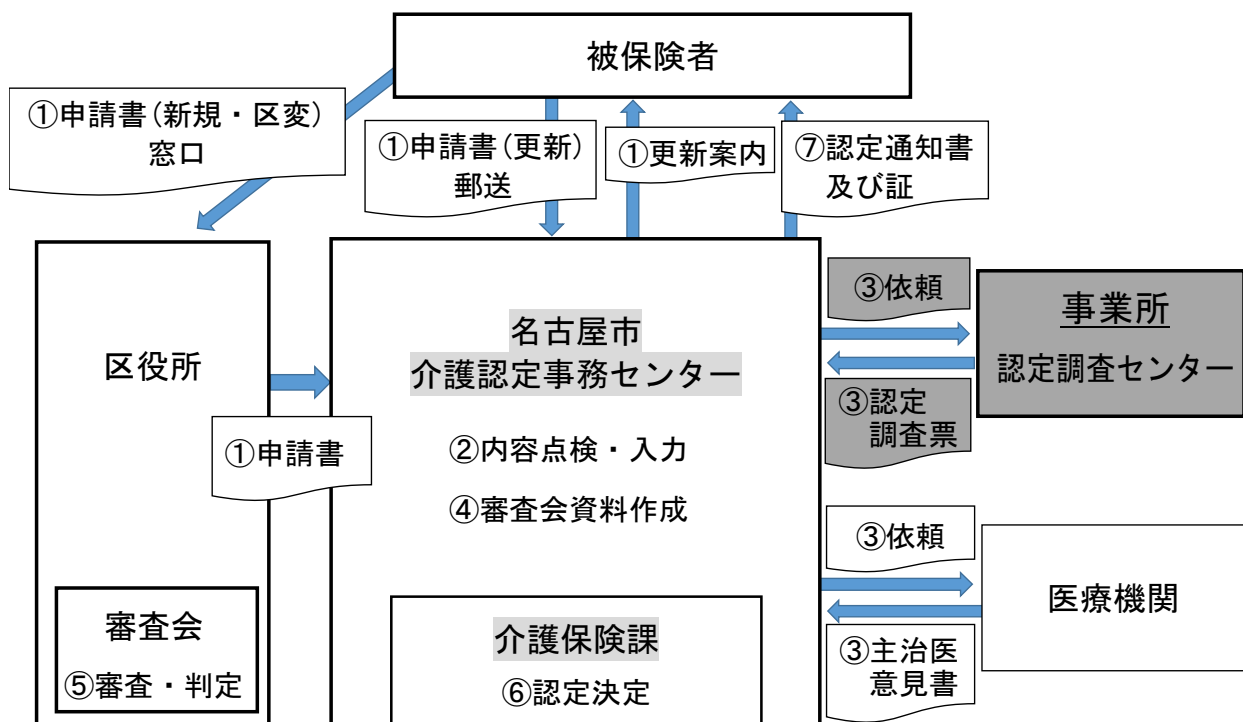 被保険者
①申請書（新規・区変）
窓口
①申請書（更新）
郵送
①更新案内
⑦認定通知書
及び証
区役所
①申請書
審査会
⑤審査・判定
名古屋市
介護認定事務センター
②内容点検・入力
④審査会資料作成
介護保険課
⑥認定決定
③依頼
③認定
調査票
事業所
認定調査センター
③依頼
③主治医
意見書
医療機関